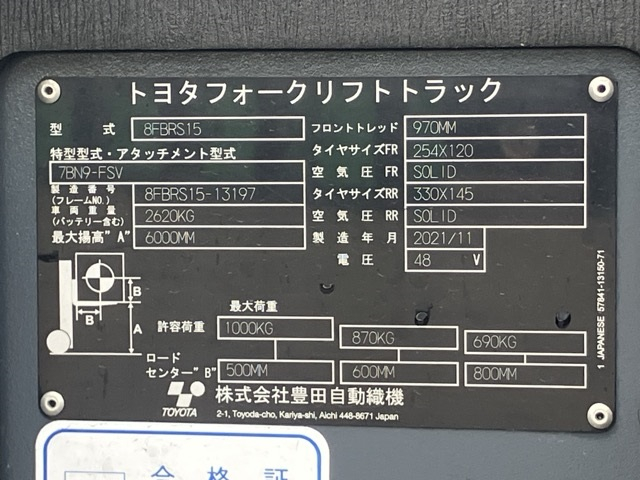 トヨタフォークリフトトラック
型 式 8FBRS15 フロントトレッド 970MM
特型型式・アタッチメント型式 タイヤサイズFR 254X120
7BN9-FSV 空気圧FR SOLID
製造番号 (フレームNO.) 8FBRS15-13197 タイヤサイズRR 330X145
車両重量 (バッテリー含む) 2620KG 空気圧RR SOLID
最大揚高"A" 6000MM 製造年月 2021/11
電圧 48 V
B
B
A
最大荷重
許容荷重 1000KG 870KG 690KG
ロード
センター"B" 500MM 600MM 800MM
TOYOTA 株式会社豊田自動織機
2-1, Toyoda-cho, Kariya-shi, Aichi 448-8671 Japan
1 JAPANESE 57841-13150-71
合格証